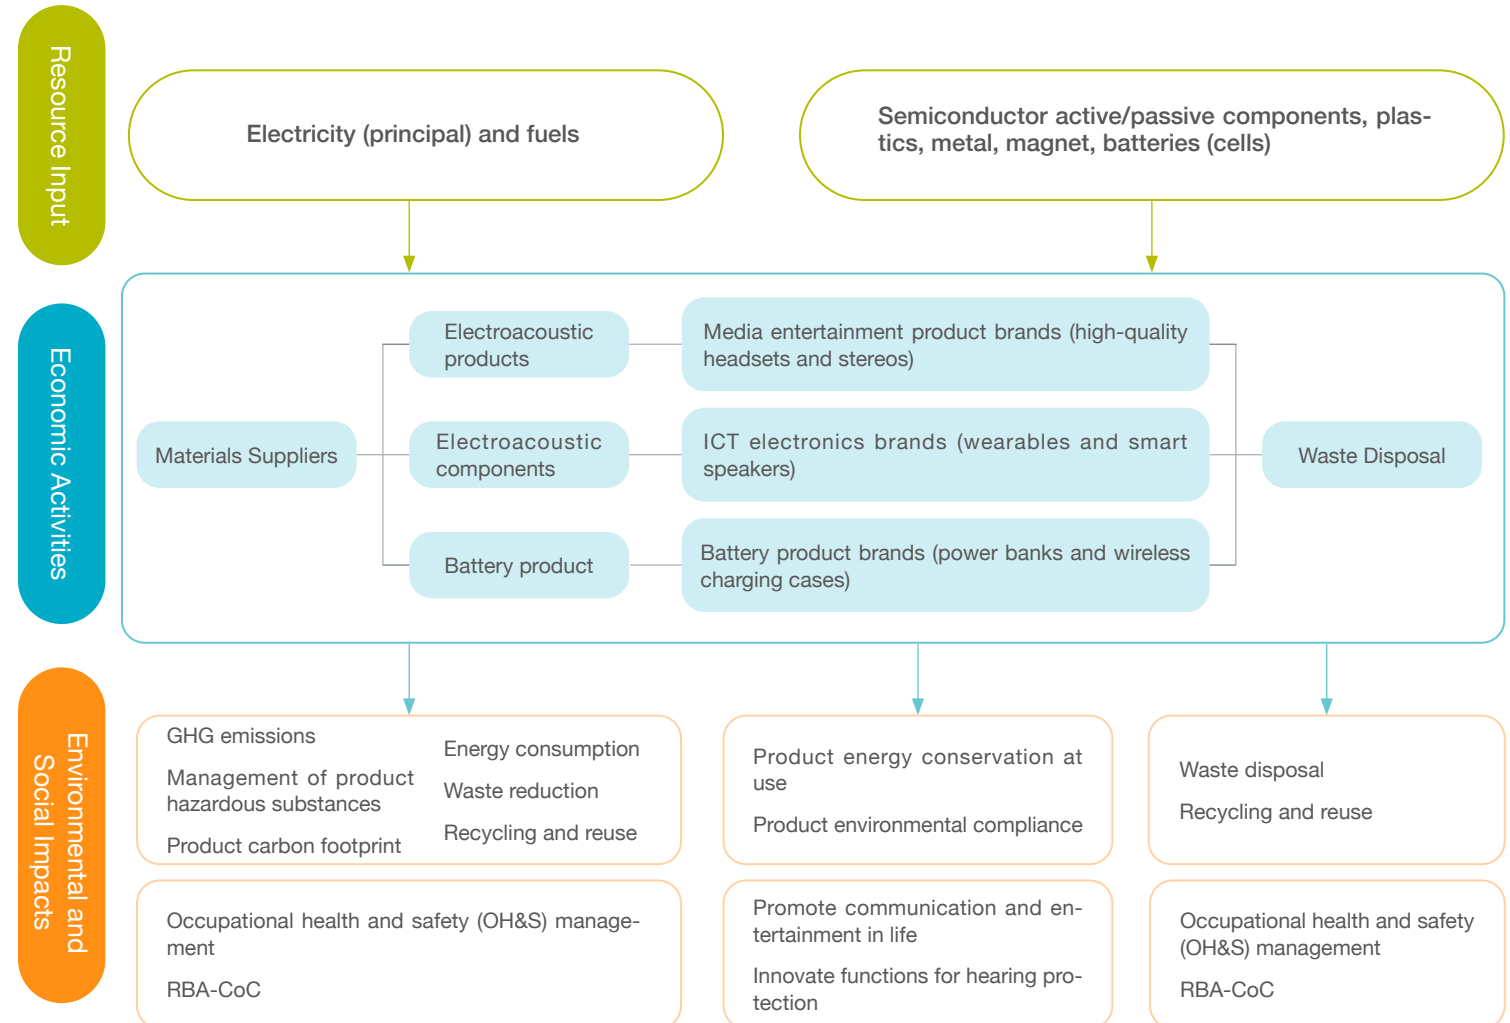 Resource Input
Electricity (principal) and fuels
Semiconductor active/passive components, plas-
tics, metal, magnet, batteries (cells)
Economic Activities
Materials Suppliers
Electroacoustic
products
Electroacoustic
components
Battery product
Media entertainment product brands (high-quality
headsets and stereos)
ICT electronics brands (wearables and smart
speakers)
Battery product brands (power banks and wireless
charging cases)
Waste Disposal
Environmental and
Social Impacts
GHG emissions
Management of product
hazardous substances
Product carbon footprint
Energy consumption
Waste reduction
Recycling and reuse
Product energy conservation at
use
Product environmental compliance
Waste disposal
Recycling and reuse
Occupational health and safety (OH&S) manage-
ment
RBA-CoC
Promote communication and en-
tertainment in life
Innovate functions for hearing pro-
tection
Occupational health and safety
(OH&S) management
RBA-CoC